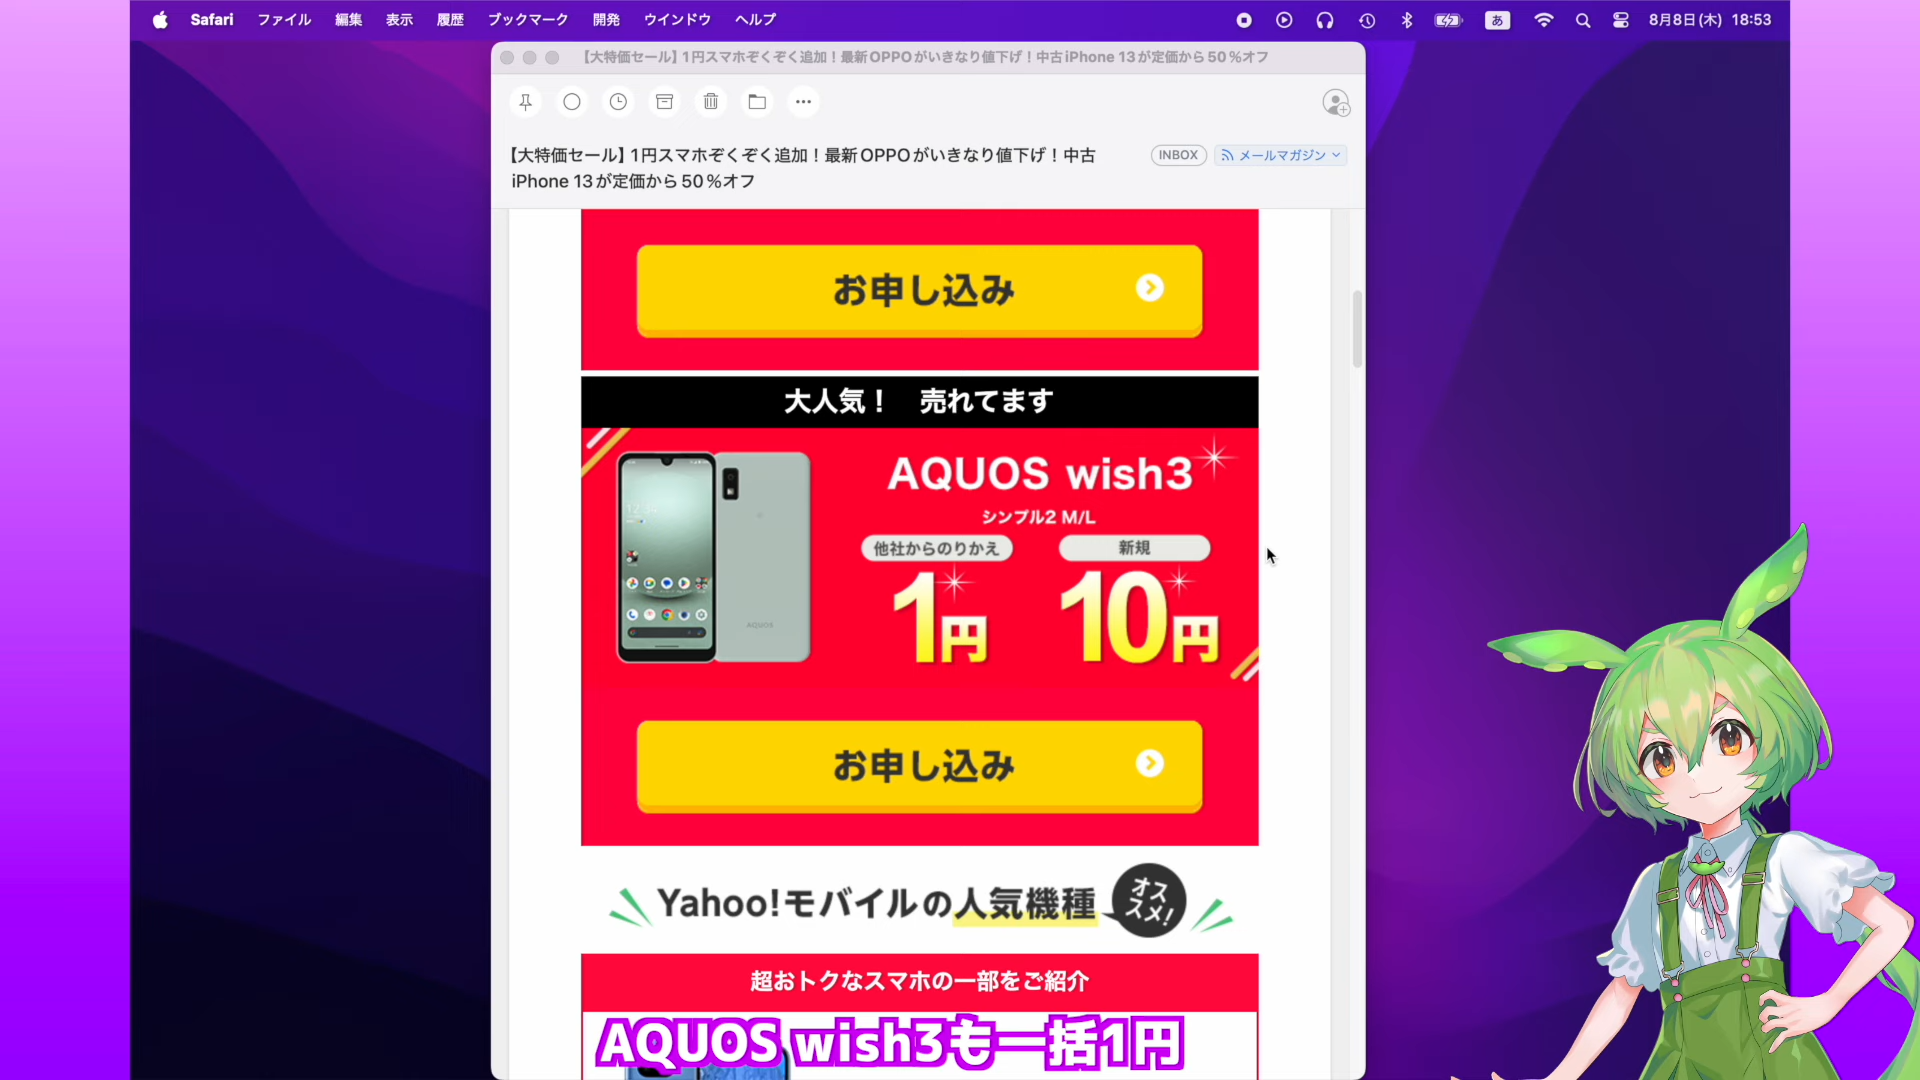 Safari ファイル 編集 表示 履歴 ブックマーク 開発 ウインドウ ヘルプ あ 8月8日(木) 18:53
【大特価セール】1円スマホぞくぞく追加！最新OPPOがいきなり値下げ！中古iPhone 13が定価から50％オフ
【大特価セール】1円スマホぞくぞく追加！最新OPPOがいきなり値下げ！中古
iPhone 13が定価から50％オフ
INBOX メールマガジン
お申し込み
大人気！ 売れてます
AQUOS wish3
シンプル2 M/L
他社からのりかえ 新規
1円 10円
AQUOS
お申し込み
Yahoo!モバイルの人気機種
オス
スメ!
超おトクなスマホの一部をご紹介
AQUOS wish3も一括1円